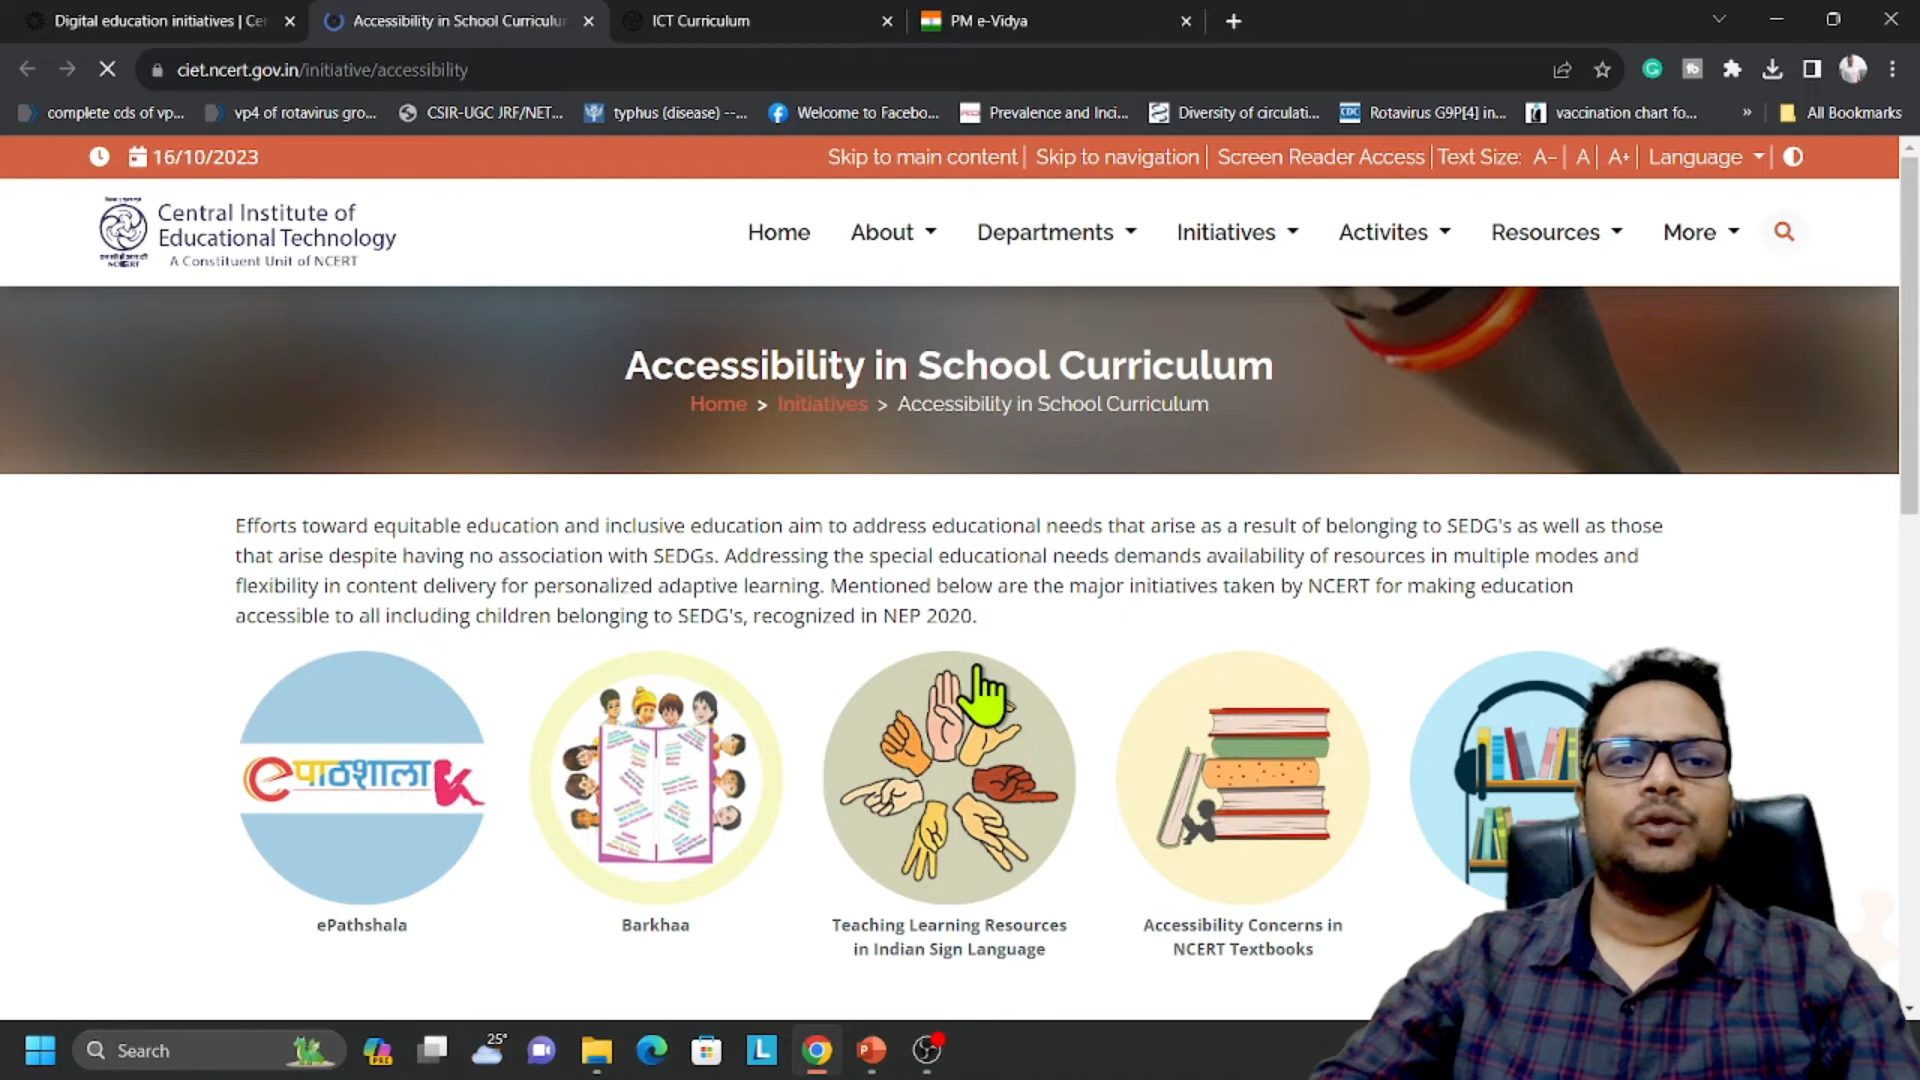 Digital education initiatives | Ce
Accessibility in School Curriculu
ICT Curriculum
PM e-Vidya
ciet.ncert.gov.in/initiative/accessibility
complete cds of vp...
vp4 of rotavirus gro...
CSIR-UGC JRF/NET...
typhus (disease) --...
Welcome to Facebo...
Prevalence and Inci...
Diversity of circulati...
Rotavirus G9P[4] in...
vaccination chart fo...
»
All Bookmarks
16/10/2023
Skip to main content | Skip to navigation | Screen Reader Access | Text Size: A- | A | A+ | Language
Central Institute of
Educational Technology
A Constituent Unit of NCERT
Home
About
Departments
Initiatives
Activites
Resources
More
Accessibility in School Curriculum
Home > Initiatives > Accessibility in School Curriculum
Efforts toward equitable education and inclusive education aim to address educational needs that arise as a result of belonging to SEDG's as well as those
that arise despite having no association with SEDGs. Addressing the special educational needs demands availability of resources in multiple modes and
flexibility in content delivery for personalized adaptive learning. Mentioned below are the major initiatives taken by NCERT for making education
accessible to all including children belonging to SEDG's, recognized in NEP 2020.
eपाठशाला
ePathshala
Barkhaa
Teaching Learning Resources
in Indian Sign Language
Accessibility Concerns in
NCERT Textbooks
Search
25°